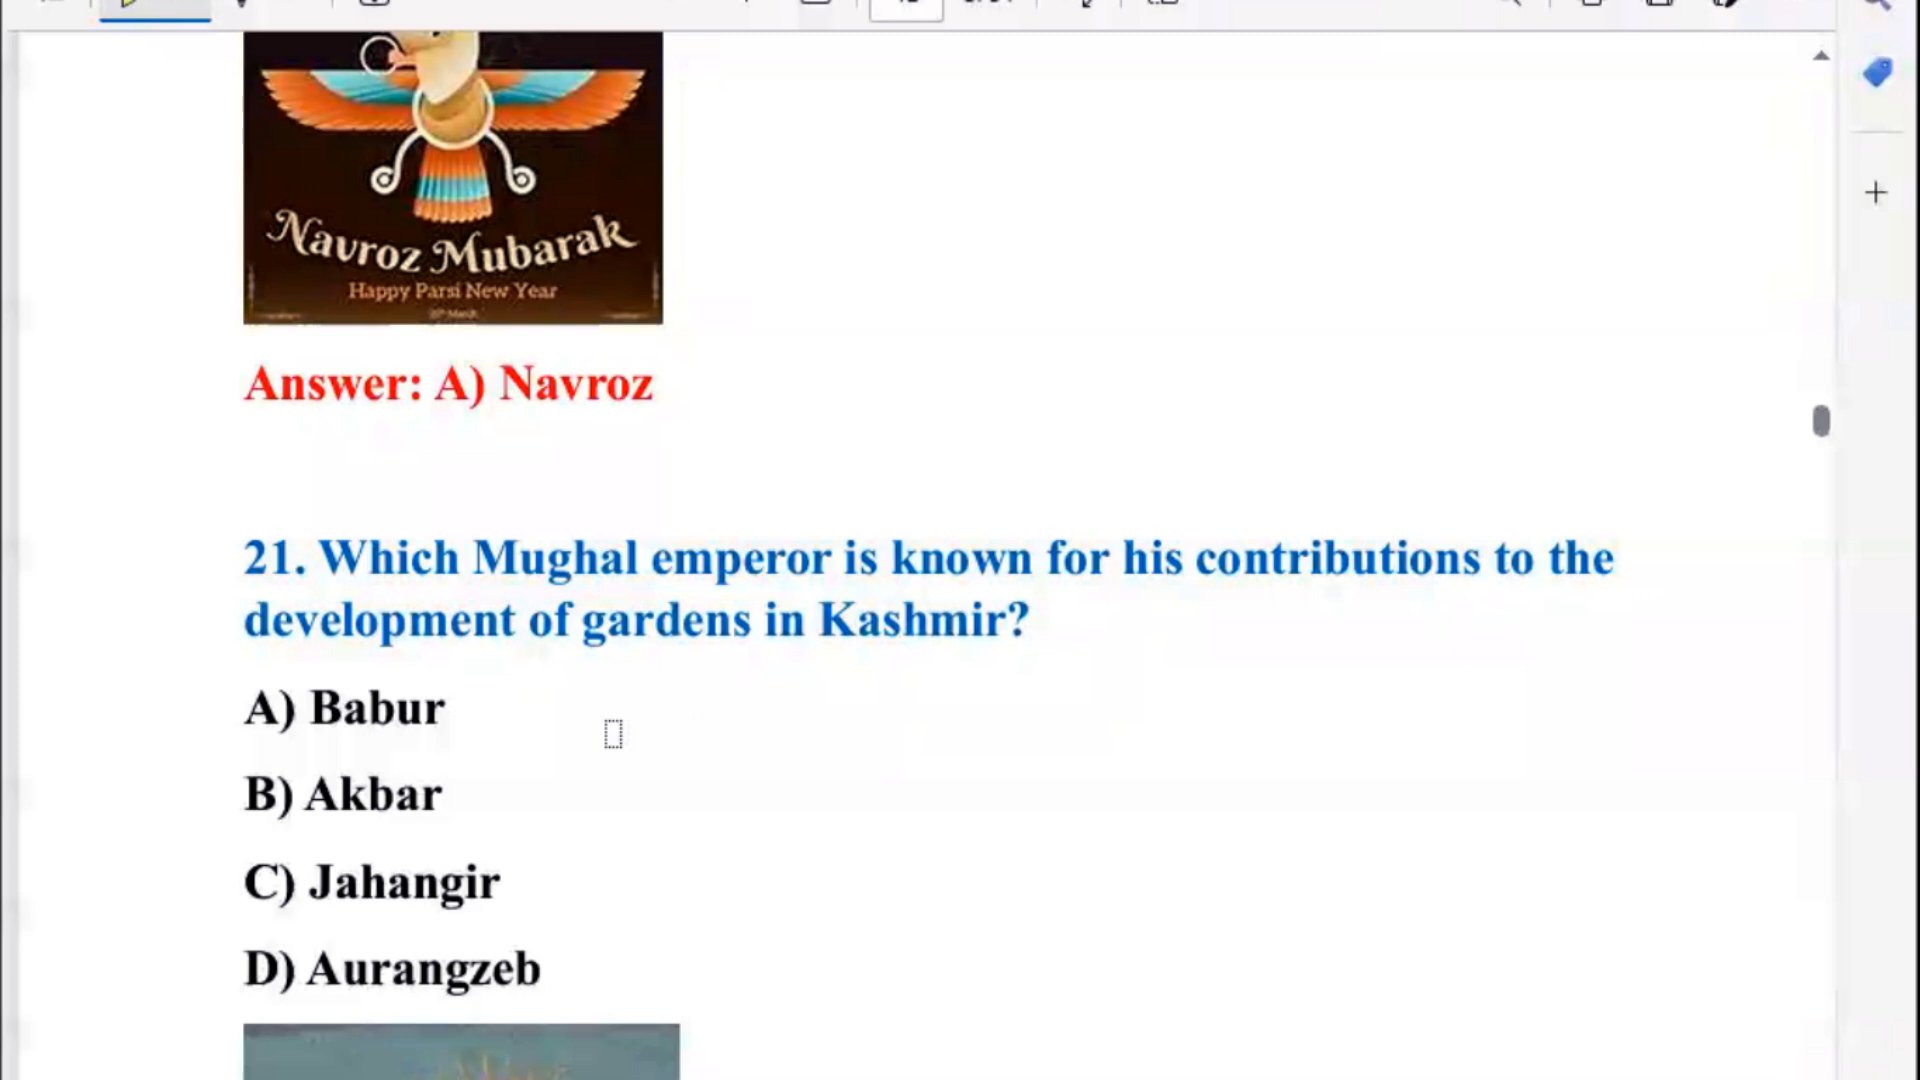 Navroz Mubarak
Happy Parsi New Year
Answer: A) Navroz
21. Which Mughal emperor is known for his contributions to the
development of gardens in Kashmir?
A) Babur
B) Akbar
C) Jahangir
D) Aurangzeb